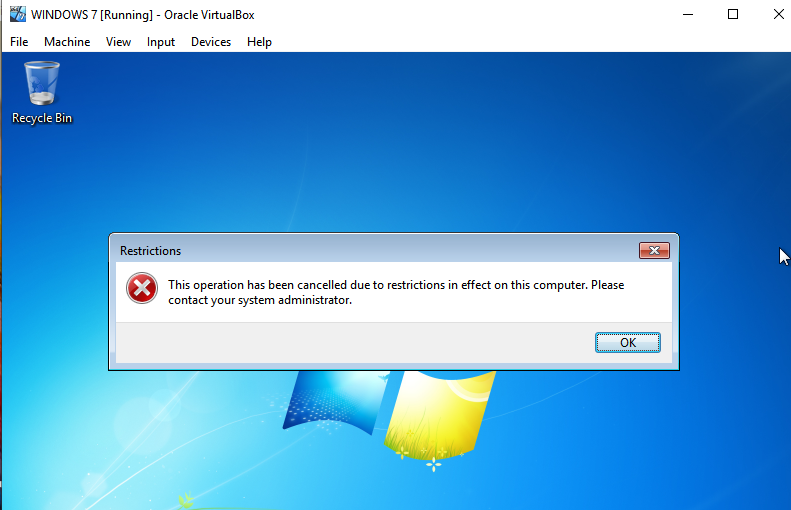 WINDOWS 7 [Running] - Oracle VirtualBox
File Machine View Input Devices Help
Recycle Bin
Restrictions
This operation has been cancelled due to restrictions in effect on this computer. Please
contact your system administrator.
OK